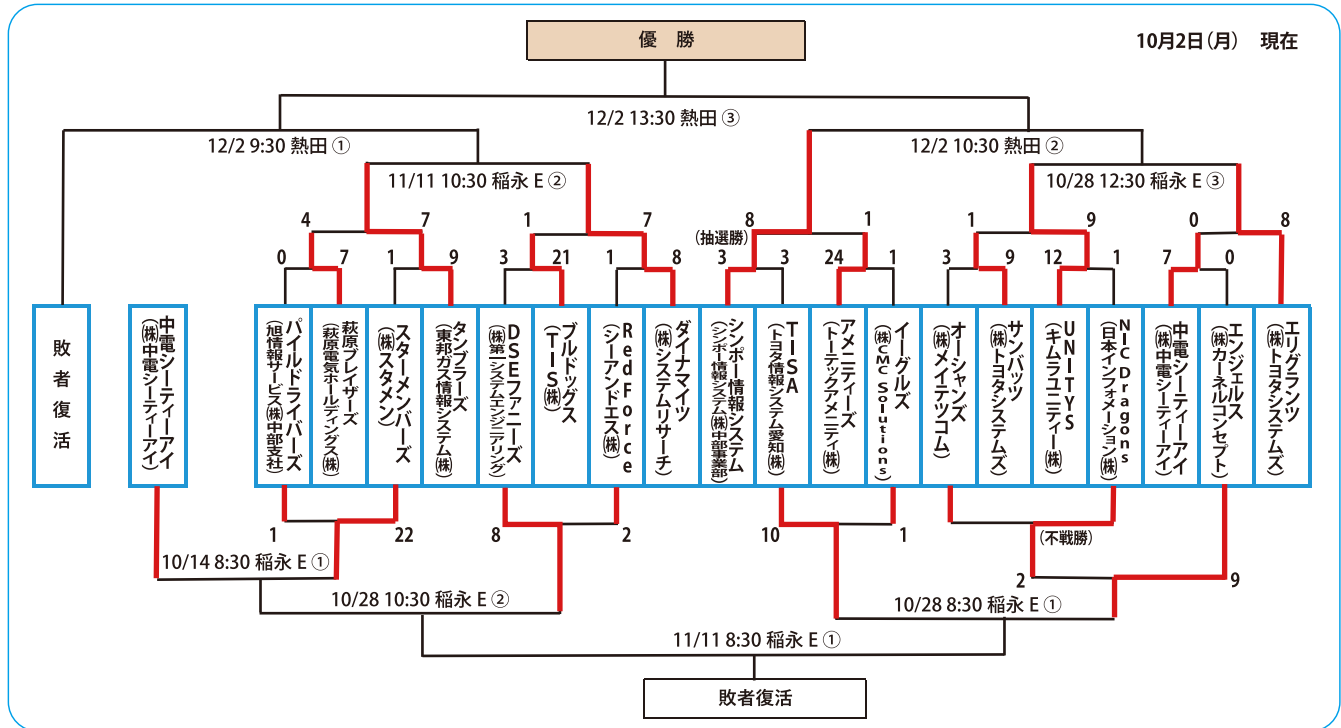 優　勝
10月2日（月）　現在
12/2 13:30 熱田 ③
12/2 9:30 熱田 ①
12/2 10:30 熱田 ②
11/11 10:30 稲永 E ②
10/28 12:30 稲永 E ③
4
7
1
7
8
1
1
9
0
8
(抽選勝)
0
7
1
9
3
21
1
8
3
3
24
1
3
9
12
1
7
0
敗者復活
中電シーティーアイ
（㈱中電シーティーアイ）
パイルドライバーズ
（旭情報サービス㈱中部支社）
萩原ブレイザーズ
（萩原電気ホールディングス㈱）
スターメンバーズ
（㈱スタメン）
タンブラーズ
（東邦ガス情報システム㈱）
DSEファニーズ
（㈱第一システムエンジニアリング）
ブルドッグス
（TIS㈱）
RedForce
（シーアンドエス㈱）
ダイナマイツ
（㈱システムリサーチ）
シンポー情報システム
（シンポー情報システム㈱中部事業部）
TISA
（トヨタ情報システム愛知㈱）
アメニティーズ
（トーテックアメニティ㈱）
イーグルズ
（㈱CMC Solutions）
オーシャンズ
（㈱メイテツコム）
サンバッツ
（㈱トヨタシステムズ）
UNITYS
（キムラユニティー㈱）
NIC Dragons
（日本インフォメーション㈱）
中電シーティーアイ
（㈱中電シーティーアイ）
エンジェルス
（㈱カーネルコンセプト）
エリグランツ
（㈱トヨタシステムズ）
1
22
8
2
10
1
(不戦勝)
10/14 8:30 稲永 E ①
2
9
10/28 10:30 稲永 E ②
10/28 8:30 稲永 E ①
11/11 8:30 稲永 E ①
敗者復活